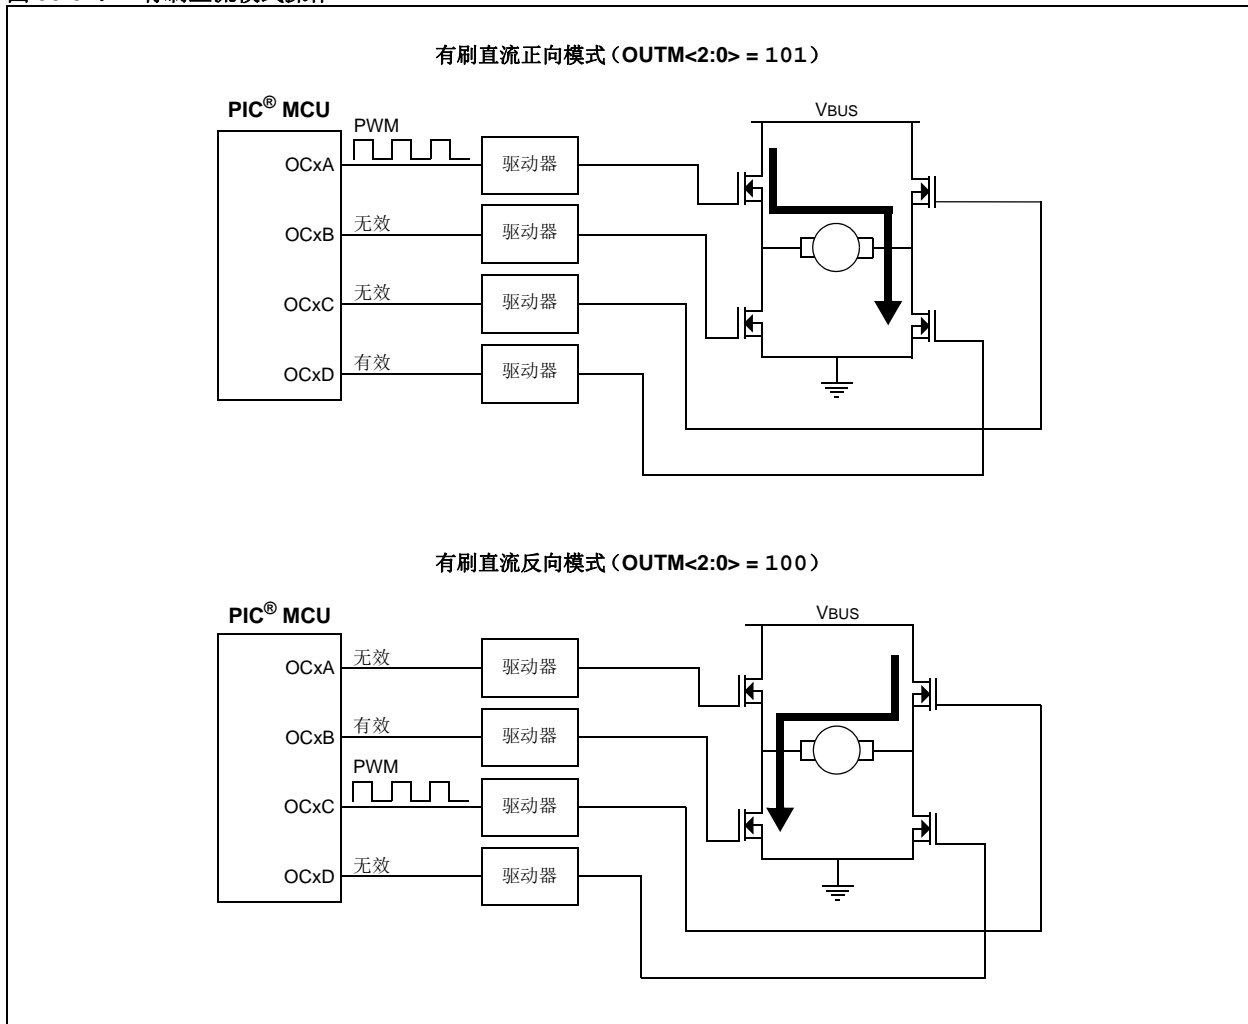 有刷直流正向模式（OUTM<2:0> = 101）
PIC® MCU
VBUS
PWM
OCxA
驱动器
OCxB
无效
驱动器
OCxC
无效
驱动器
OCxD
有效
驱动器
有刷直流反向模式（OUTM<2:0> = 100）
PIC® MCU
VBUS
OCxA
无效
驱动器
OCxB
有效
驱动器
PWM
OCxC
驱动器
OCxD
无效
驱动器